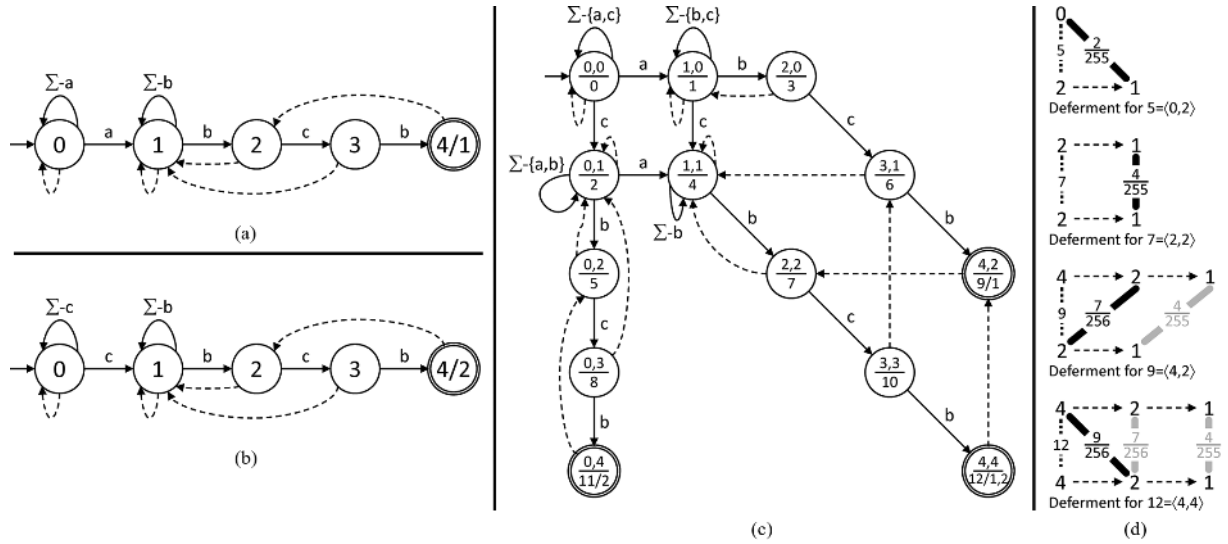 Σ-a
Σ-b
0
a
1
b
2
c
3
b
4/1
(a)
Σ-c
Σ-b
0
c
1
b
2
c
3
b
4/2
(b)
Σ-{a,c}
Σ-{b,c}
0,0
0
a
1,0
1
b
2,0
3
c
c
c
Σ-{a,b}
0,1
2
a
1,1
4
3,1
6
b
Σ-b
b
b
0,2
5
2,2
7
4,2
9/1
c
c
0,3
8
3,3
10
b
b
0,4
11/2
4,4
12/1,2
(c)
0
5
2
255
2
1
Deferment for 5=⟨0,2⟩
2
1
7
4
255
2
1
Deferment for 7=⟨2,2⟩
4
2
1
9
7
256
4
255
2
1
Deferment for 9=⟨4,2⟩
4
2
1
12
9
256
7
256
4
255
4
2
1
Deferment for 12=⟨4,4⟩
(d)